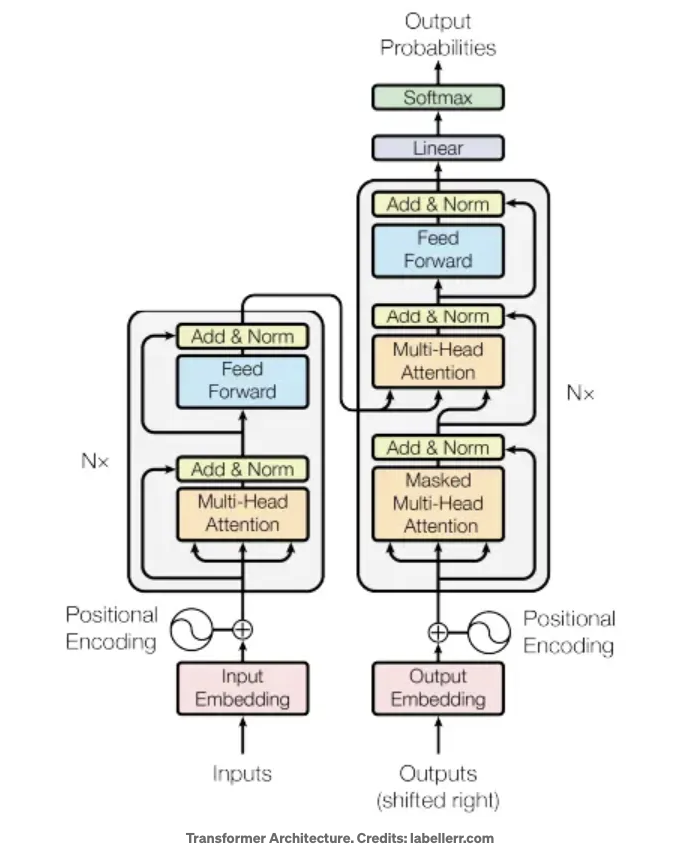 Output
Probabilities
Softmax
Linear
Add & Norm
Feed
Forward
Add & Norm
Multi-Head
Attention
Nx
Add & Norm
Masked
Multi-Head
Attention
Add & Norm
Feed
Forward
Nx
Add & Norm
Multi-Head
Attention
Positional
Encoding
Positional
Encoding
Input
Embedding
Output
Embedding
Inputs
Outputs
(shifted right)
Transformer Architecture. Credits: labellerr.com